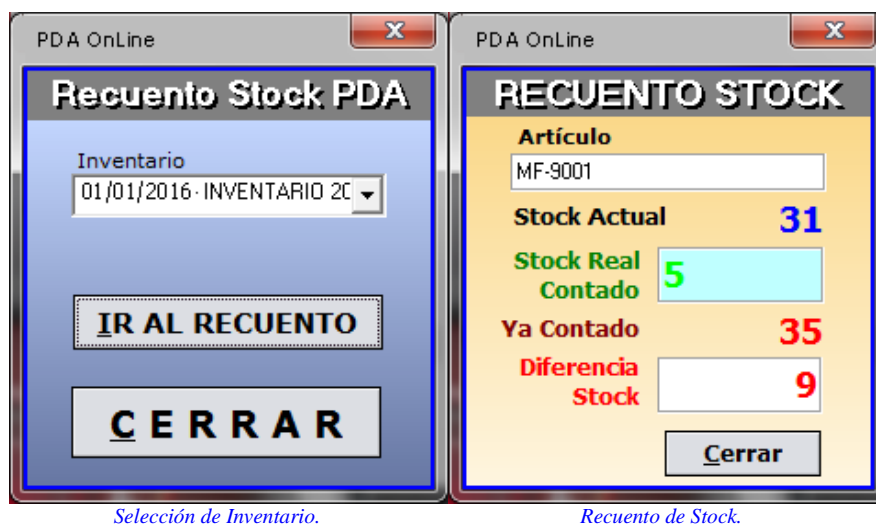 PDA OnLine
Recuento Stock PDA
Inventario
01/01/2016 · INVENTARIO 20
IR AL RECUENTO
C E R R A R
Selección de Inventario.
PDA OnLine
RECUENTO STOCK
Artículo
MF-9001
Stock Actual 31
Stock Real
Contado 5
Ya Contado 35
Diferencia
Stock 9
Cerrar
Recuento de Stock.